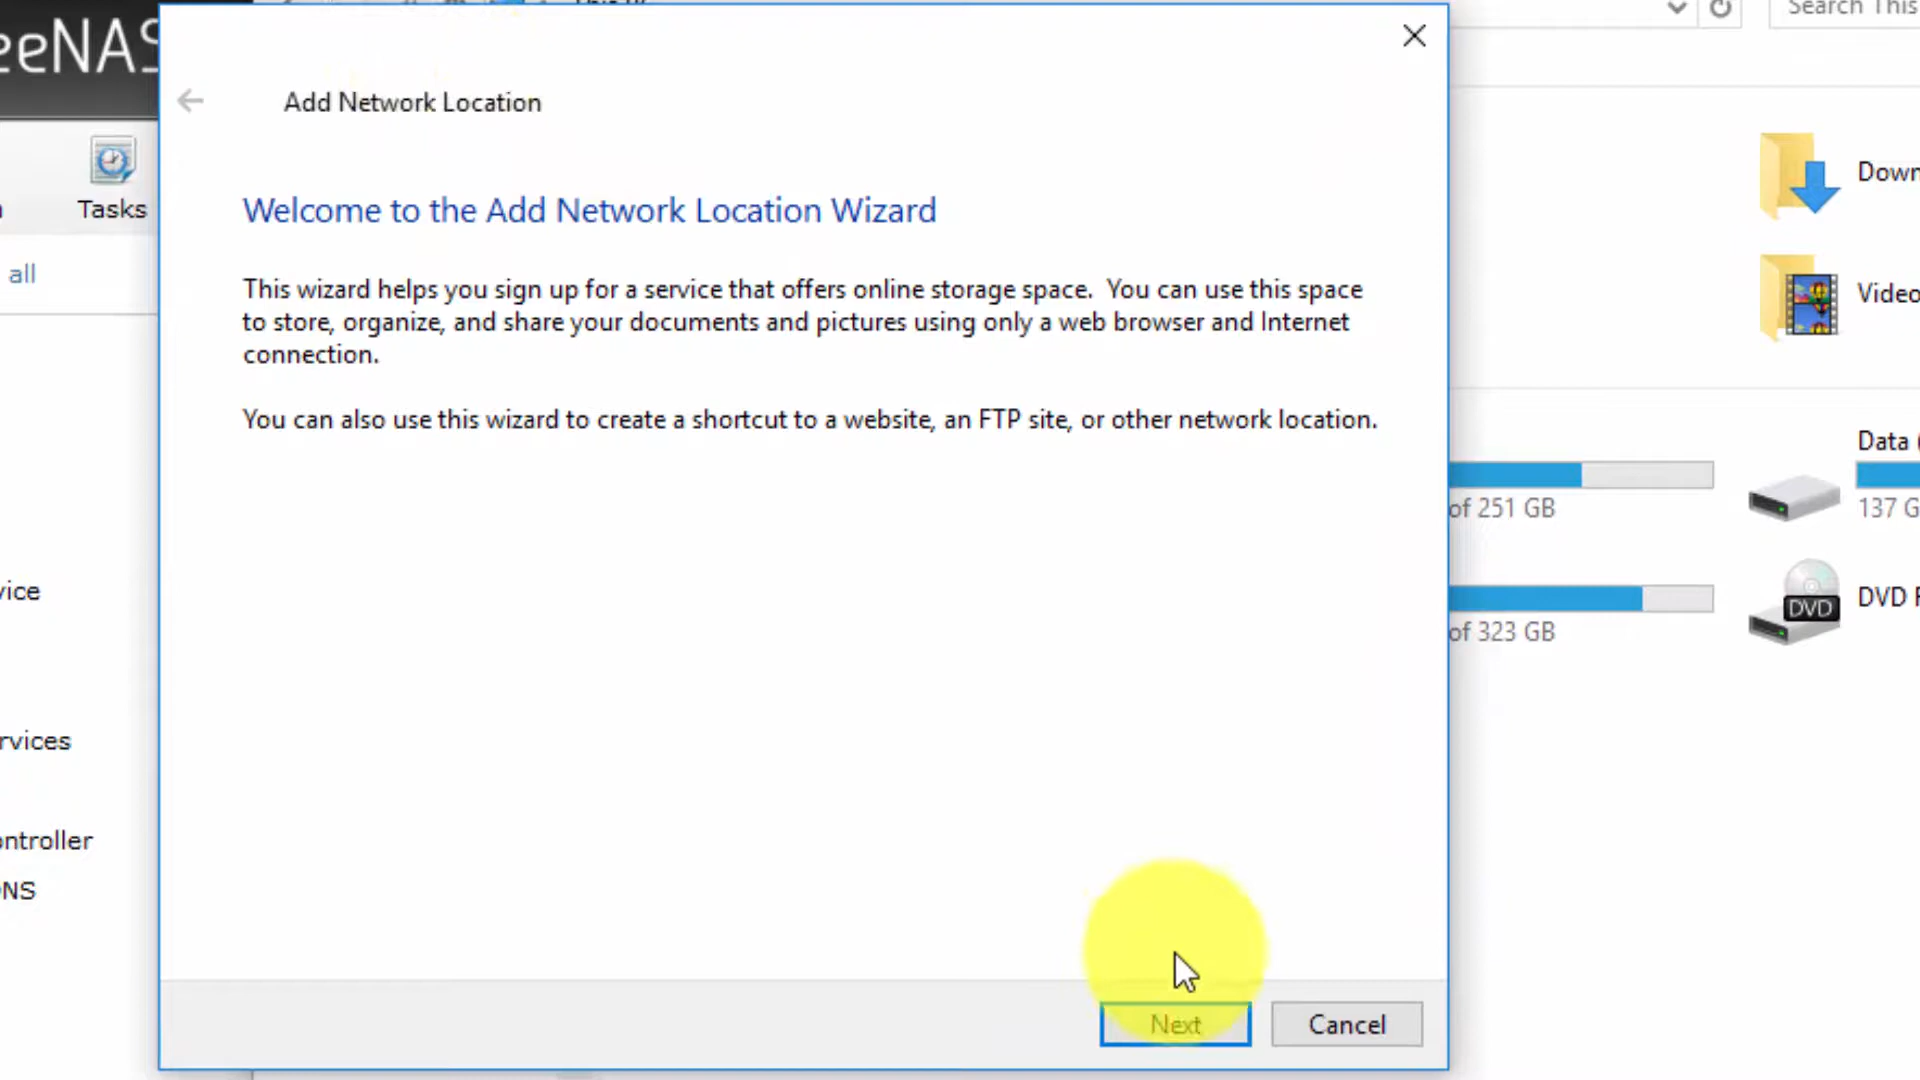 eeNAS
Search This
Add Network Location
Tasks
Welcome to the Add Network Location Wizard
all
This wizard helps you sign up for a service that offers online storage space. You can use this space
to store, organize, and share your documents and pictures using only a web browser and Internet
connection.
You can also use this wizard to create a shortcut to a website, an FTP site, or other network location.
Down
Video
Data (
of 251 GB
137 G
DVD
DVD F
of 323 GB
vice
rvices
ontroller
NS
Next
Cancel